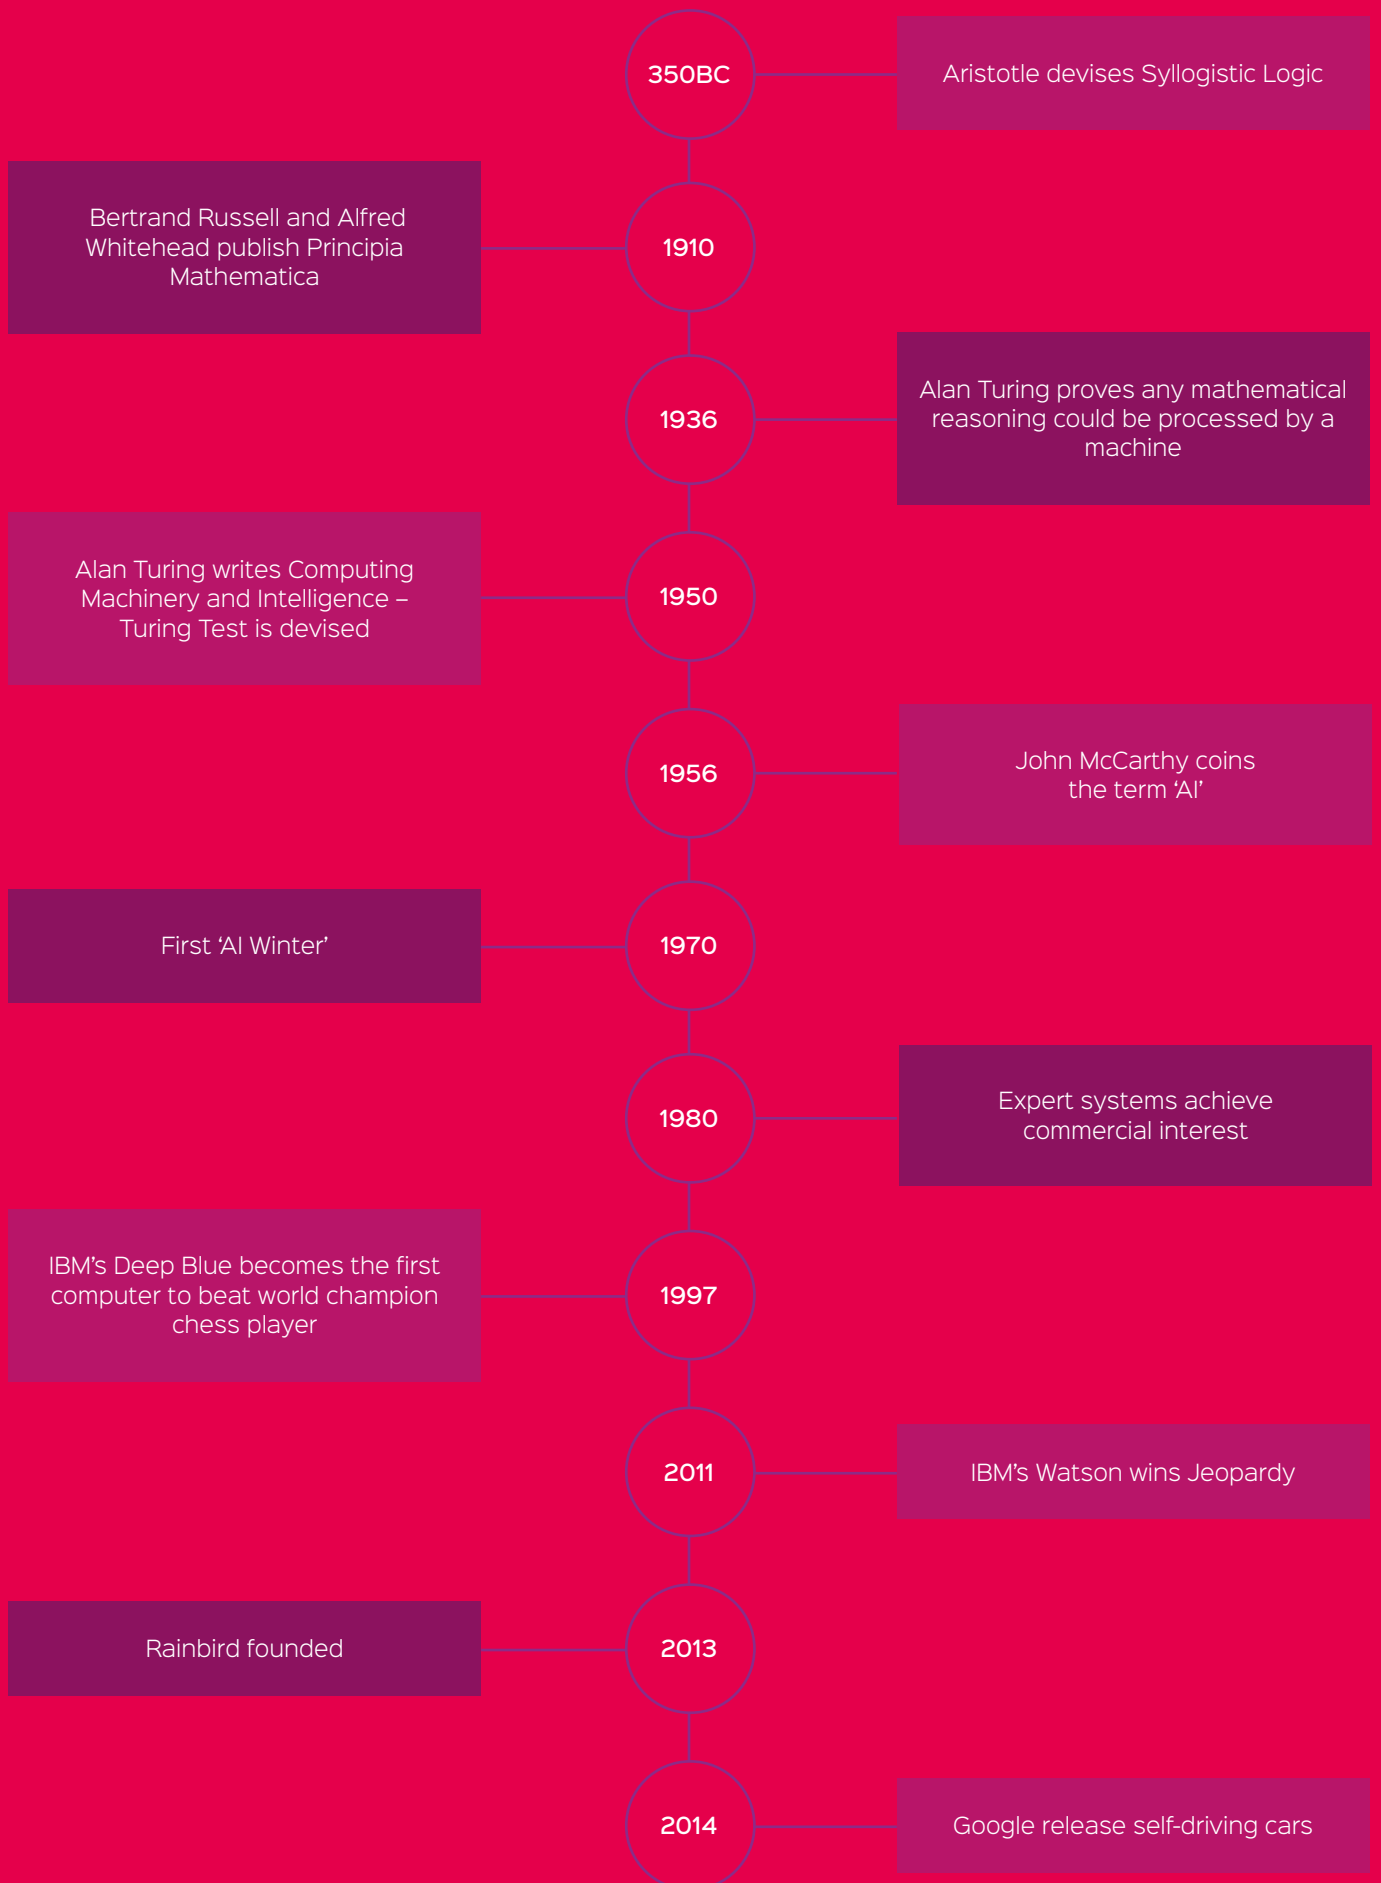 350BC
Aristotle devises Syllogistic Logic
Bertrand Russell and Alfred
Whitehead publish Principia
Mathematica
1910
1936
Alan Turing proves any mathematical
reasoning could be processed by a
machine
Alan Turing writes Computing
Machinery and Intelligence –
Turing Test is devised
1950
1956
John McCarthy coins
the term ‘AI’
First ‘AI Winter’
1970
1980
Expert systems achieve
commercial interest
IBM’s Deep Blue becomes the first
computer to beat world champion
chess player
1997
2011
IBM’s Watson wins Jeopardy
Rainbird founded
2013
2014
Google release self-driving cars